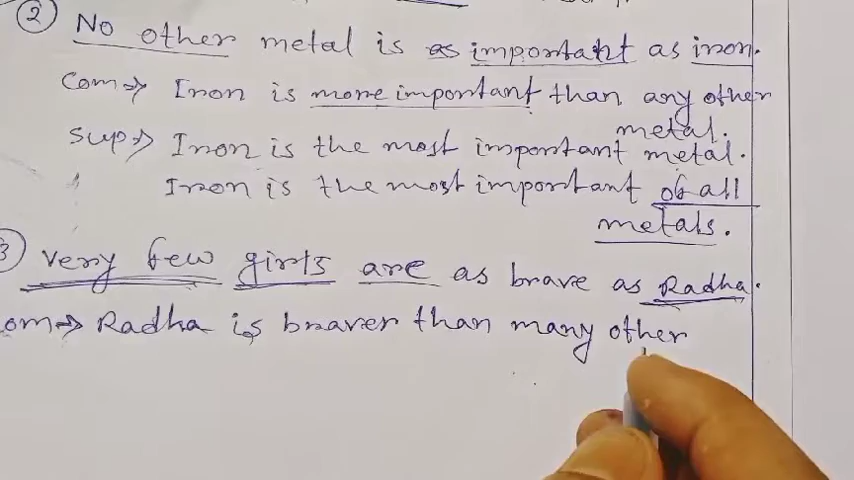 ② No other metal is as important as iron.
Com⇒ Iron is more important than any other
metal.
Sup⇒ Iron is the most important metal.
Iron is the most important of all
metals.
3 Very few girls are as brave as Radha.
om⇒ Radha is braver than many other